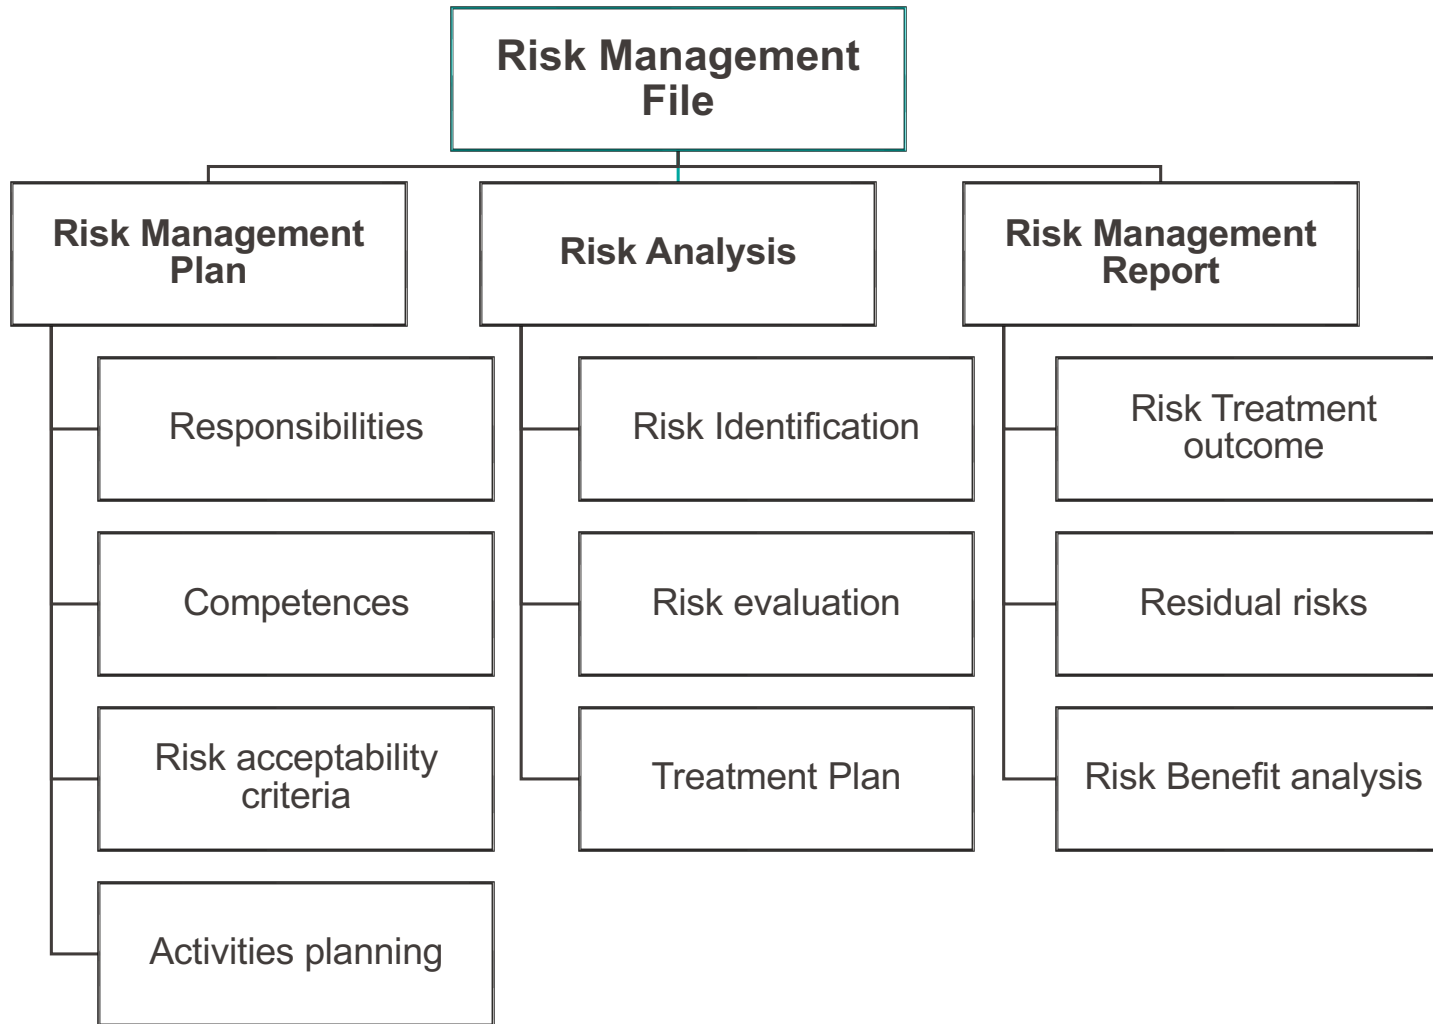 Risk Management
File
Risk Management
Plan
Responsibilities
Competences
Risk acceptability
criteria
Activities planning
Risk Analysis
Risk Identification
Risk evaluation
Treatment Plan
Risk Management
Report
Risk Treatment
outcome
Residual risks
Risk Benefit analysis